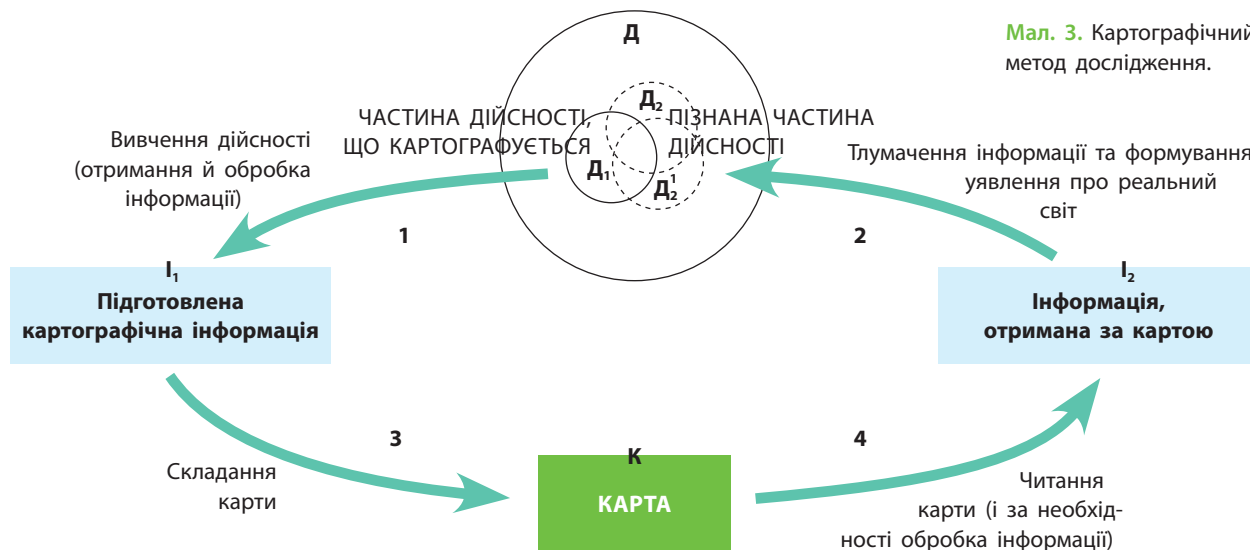 Д
Мал. 3. Картографічний
метод дослідження.
Д₂
ЧАСТИНА ДІЙСНОСТІ,
ЩО КАРТОГРАФУЄТЬСЯ
ПІЗНАНА ЧАСТИНА
ДІЙСНОСТІ
Д₁
Д₂¹
Вивчення дійсності
(отримання й обробка
інформації)
Тлумачення інформації та формування
уявлення про реальний
світ
1
2
І₁
Підготовлена
картографічна інформація
І₂
Інформація,
отримана за картою
3
4
Складання
карти
К
КАРТА
Читання
карти (і за необхід-
ності обробка інформації)